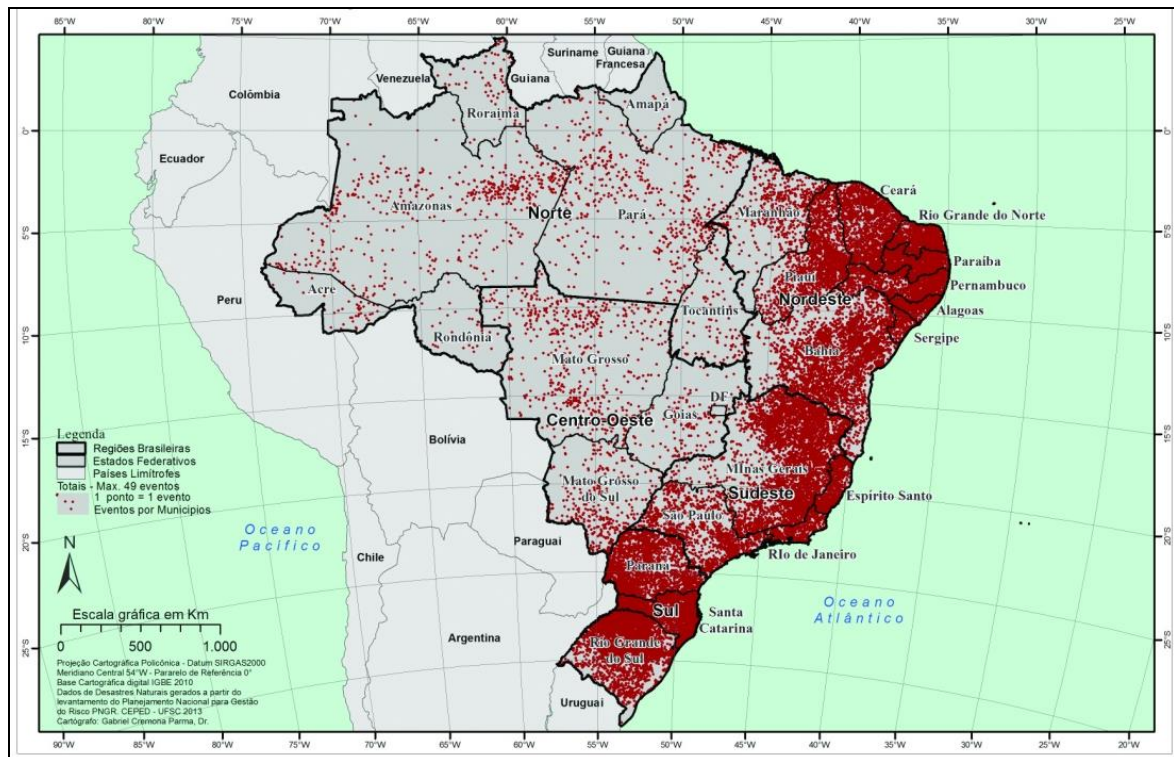 85°W 80°W 75°W 70°W 65°W 60°W 55°W 50°W 45°W 40°W 35°W 30°W 25°W
Suriname
Guiana
Francesa
Venezuela
Guiana
Colômbia
Roraima
Amapá
0°
0°
Ecuador
Ceará
Amazonas
Norte
Pará
Maranhão
Rio Grande do Norte
5°S
5°S
Paraiba
Piauí
Peru
Acre
Nordeste
Pernambuco
Tocantins
Alagoas
10°S
10°S
Rondônia
Sergipe
Mato Grosso
Bahia
DF
Centro-Oeste
Goiás
15°S
15°S
Bolívia
Legenda
Regiões Brasileiras
Estados Federativos
Países Limítrofes
Totais - Max. 49 eventos
1 ponto = 1 evento
Eventos por Municipios
MInas Gerais
Mato Grosso
do Sul
Sudeste
Espírito Santo
São Paulo
20°S
20°S
Oceano
Pacífico
N
Paraguai
Chile
RIo de Janeiro
Paraná
Escala gráfica em Km
0 500 1.000
Sul
Santa
Catarina
Oceano
Atlântico
Argentina
Rio Grande
do Sul
25°S
25°S
Projeção Cartográfica Policônica - Datum SIRGAS2000
Meridiano Central 54°W - Pararelo de Referência 0°
Base Cartográfica digital IGBE 2010
Dados de Desastres Naturais gerados a partir do
levantamento do Planejamento Nacional para Gestão
do Risco PNGR. CEPED - UFSC 2013
Cartógrafo: Gabriel Cremona Parma, Dr.
Uruguai
90°W 85°W 80°W 75°W 70°W 65°W 60°W 55°W 50°W 45°W 40°W 35°W 30°W 25°W 20°W